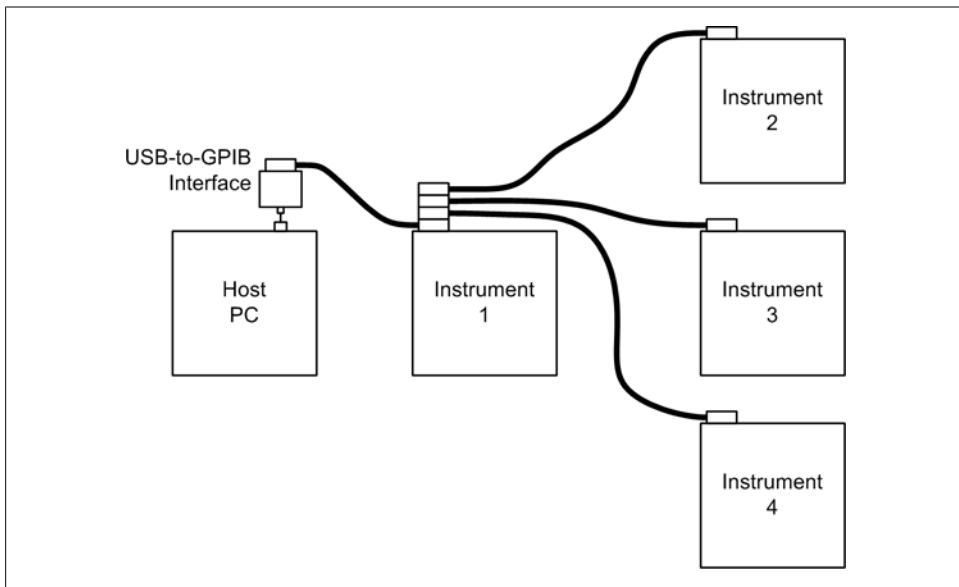 USB-to-GPIB
Interface
Host
PC
Instrument
1
Instrument
2
Instrument
3
Instrument
4